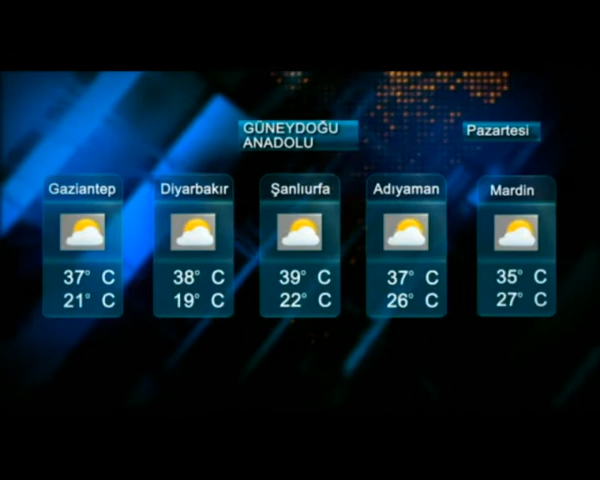 GÜNEYDOĞU
ANADOLU
Pazartesi
Gaziantep
37° C
21° C
Diyarbakır
38° C
19° C
Şanlıurfa
39° C
22° C
Adıyaman
37° C
26° C
Mardin
35° C
27° C